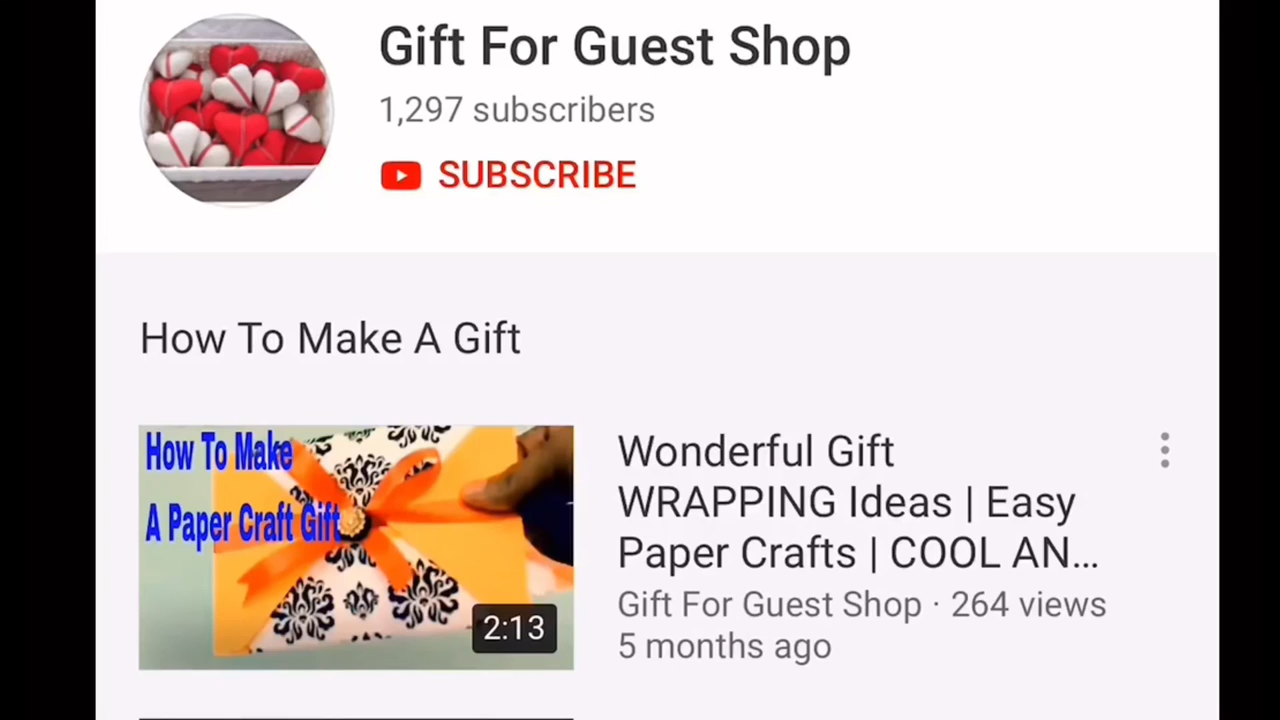 Gift For Guest Shop
1,297 subscribers
SUBSCRIBE
How To Make A Gift
How To Make
A Paper Craft Gift
2:13
Wonderful Gift
WRAPPING Ideas | Easy
Paper Crafts | COOL AN...
Gift For Guest Shop · 264 views
5 months ago